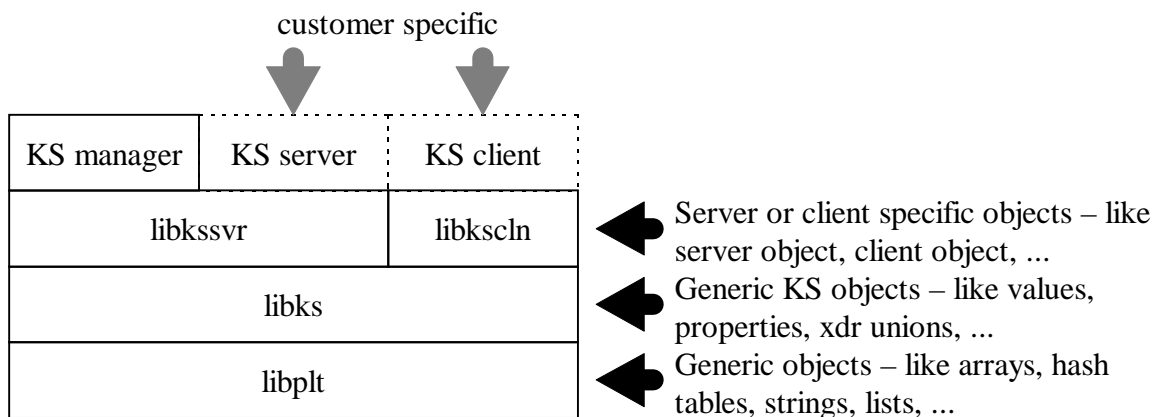 customer specific
KS manager
KS server
KS client
libkssvr
libkscln
Server or client specific objects – like
server object, client object, ...
libks
Generic KS objects – like values,
properties, xdr unions, ...
libplt
Generic objects – like arrays, hash
tables, strings, lists, ...